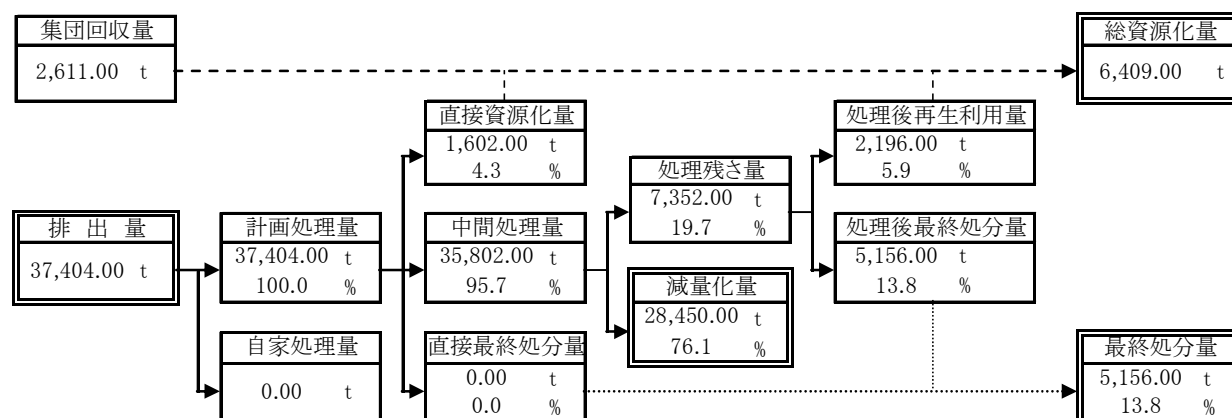 集団回収量
2,611.00 t
総資源化量
6,409.00 t
直接資源化量
1,602.00 t
4.3 %
処理後再生利用量
2,196.00 t
5.9 %
処理残さ量
7,352.00 t
19.7 %
排 出 量
37,404.00 t
計画処理量
37,404.00 t
100.0 %
中間処理量
35,802.00 t
95.7 %
処理後最終処分量
5,156.00 t
13.8 %
減量化量
28,450.00 t
76.1 %
自家処理量
0.00 t
直接最終処分量
0.00 t
0.0 %
最終処分量
5,156.00 t
13.8 %